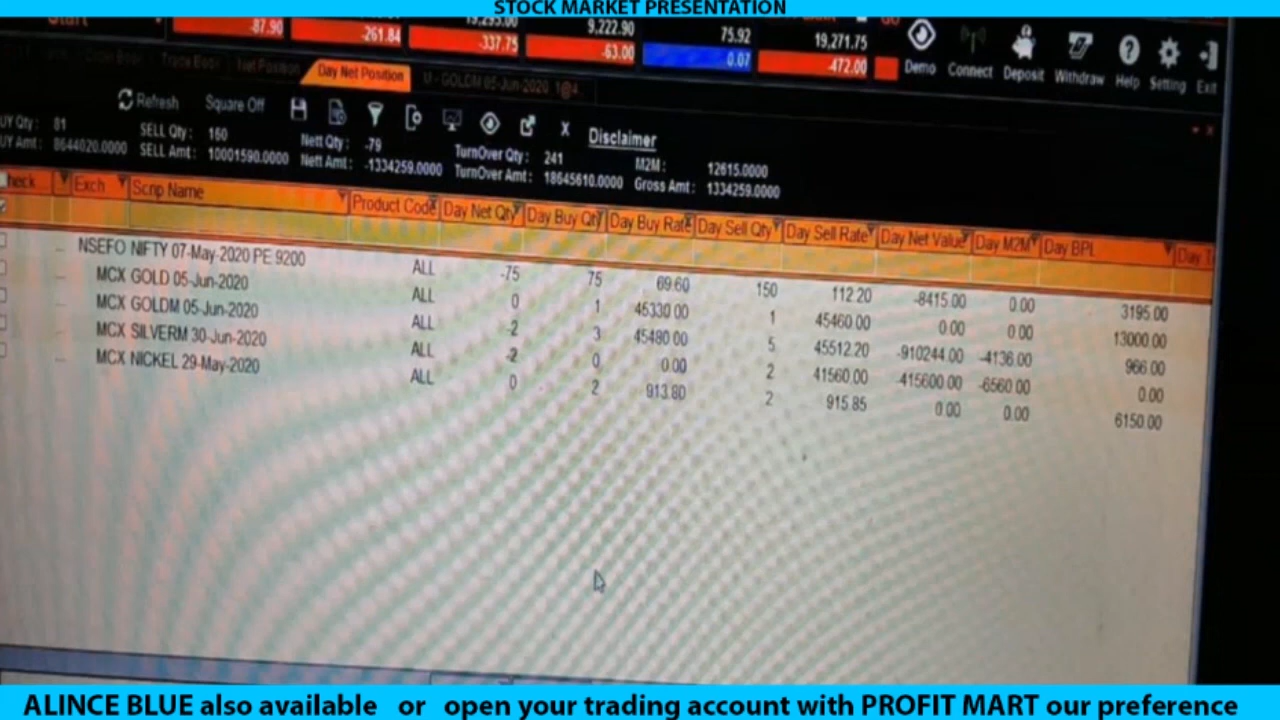 STOCK MARKET PRESENTATION
-87.90 -261.84 -337.75 9,222.90 -63.00 75.92 0.07 19,271.75 -472.00
Demo Connect Deposit Withdraw Help Setting Exit
Day Net Position
Refresh Square Off X Disclaimer
UY Qty: 81 SELL Qty: 160 Nett Qty: -79 TurnOver Qty: 241 M2M: 12615.0000
UY Amt: 8644020.0000 SELL Amt: 10001590.0000 Nett Amt: -1334259.0000 TurnOver Amt: 18645610.0000 Gross Amt: 1334259.0000
heck Exch Scrip Name Product Code Day Net Qty Day Buy Qty Day Buy Rate Day Sell Qty Day Sell Rate Day Net Value Day M2M Day BPL Day T
NSEFO NIFTY 07-May-2020 PE 9200 ALL -75 75 69.60 150 112.20 -8415.00 0.00 3195.00
MCX GOLD 05-Jun-2020 ALL 0 1 45330.00 1 45460.00 0.00 0.00 13000.00
MCX GOLDM 05-Jun-2020 ALL -2 3 45480.00 5 45512.20 -910244.00 -4136.00 966.00
MCX SILVERM 30-Jun-2020 ALL -2 0 0.00 2 41560.00 415600.00 -6560.00 0.00
MCX NICKEL 29-May-2020 ALL 0 2 913.80 2 915.85 0.00 0.00 6150.00
ALINCE BLUE also available or open your trading account with PROFIT MART our preference